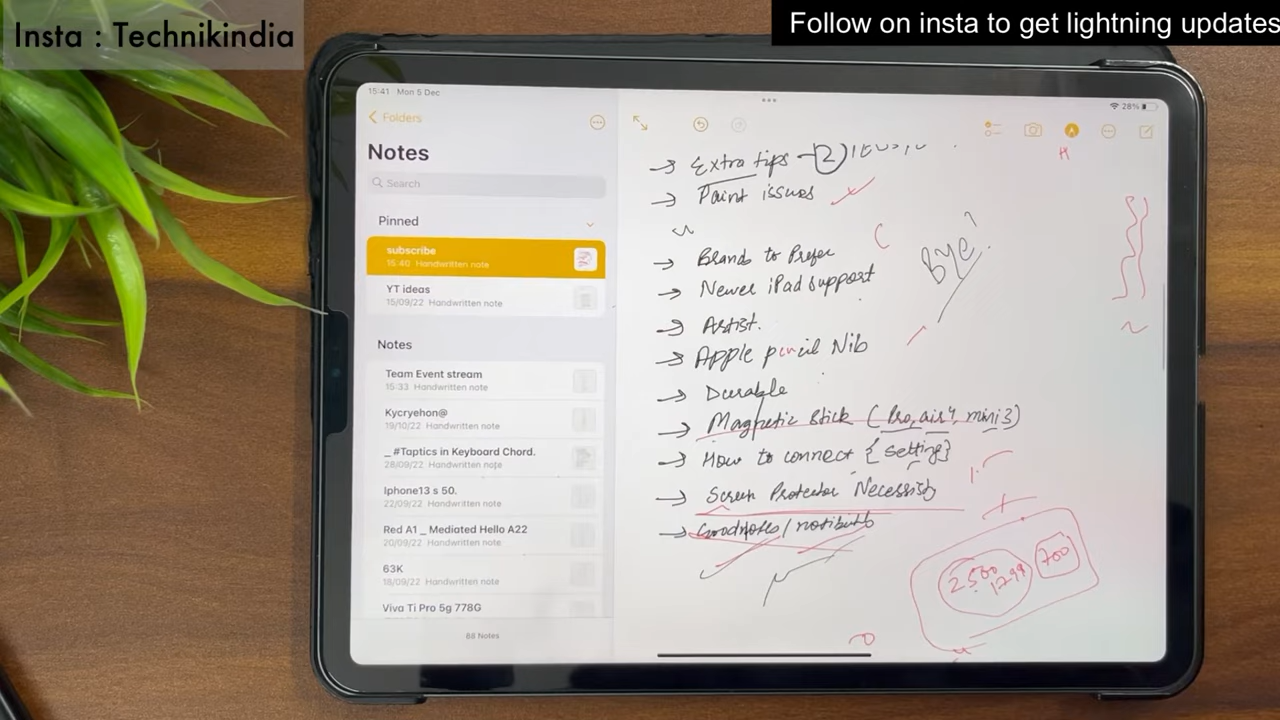 Insta : Technikindia
Follow on insta to get lightning updates
15:41 Mon 5 Dec
28%
Folders
Notes
Search
Pinned
subscribe
15:40 Handwritten note
YT ideas
15/09/22 Handwritten note
Notes
Team Event stream
15:33 Handwritten note
Kycryehon@
19/10/22 Handwritten note
_#Taptics in Keyboard Chord.
28/09/22 Handwritten note
Iphone13 s 50.
22/09/22 Handwritten note
Red A1 _ Mediated Hello A22
20/09/22 Handwritten note
63K
18/09/22 Handwritten note
Viva Ti Pro 5g 778G
88 Notes
→ Extra tips - (2)
→ Paint issues
→ Brands to Prefer
→ Newer iPad support
→ Artist.
→ Apple pencil Nib
→ Durable
→ Magnetic Stick (Pro, air4, mini3)
→ How to connect {setting}
→ Screen Protector Necessity
→ Goodnotes /
Bye
2500
1299
700